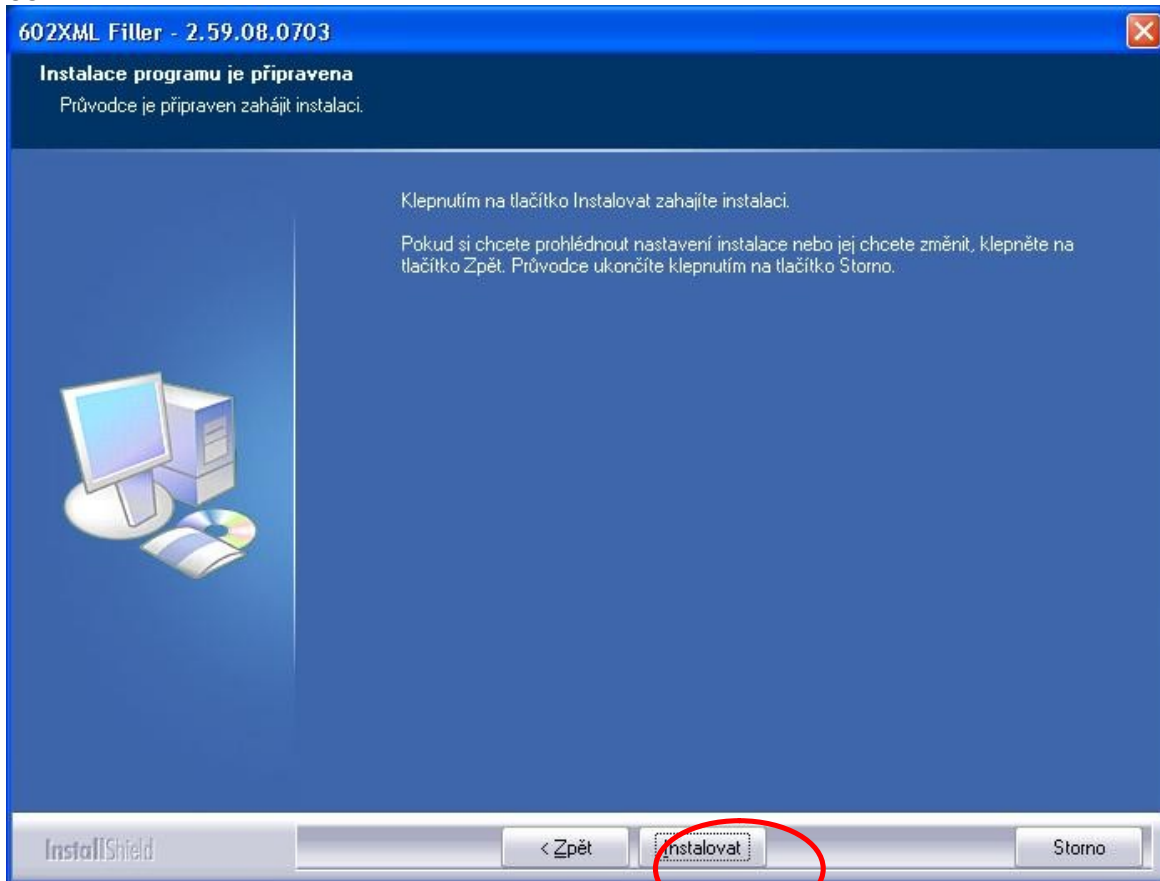 602XML Filler - 2.59.08.0703
Instalace programu je připravena
Průvodce je připraven zahájit instalaci.
Klepnutím na tlačítko Instalovat zahajíte instalaci.
Pokud si chcete prohlédnout nastavení instalace nebo jej chcete změnit, klepněte na
tlačítko Zpět. Průvodce ukončíte klepnutím na tlačítko Storno.
InstallShield
< Zpět
Instalovat
Storno